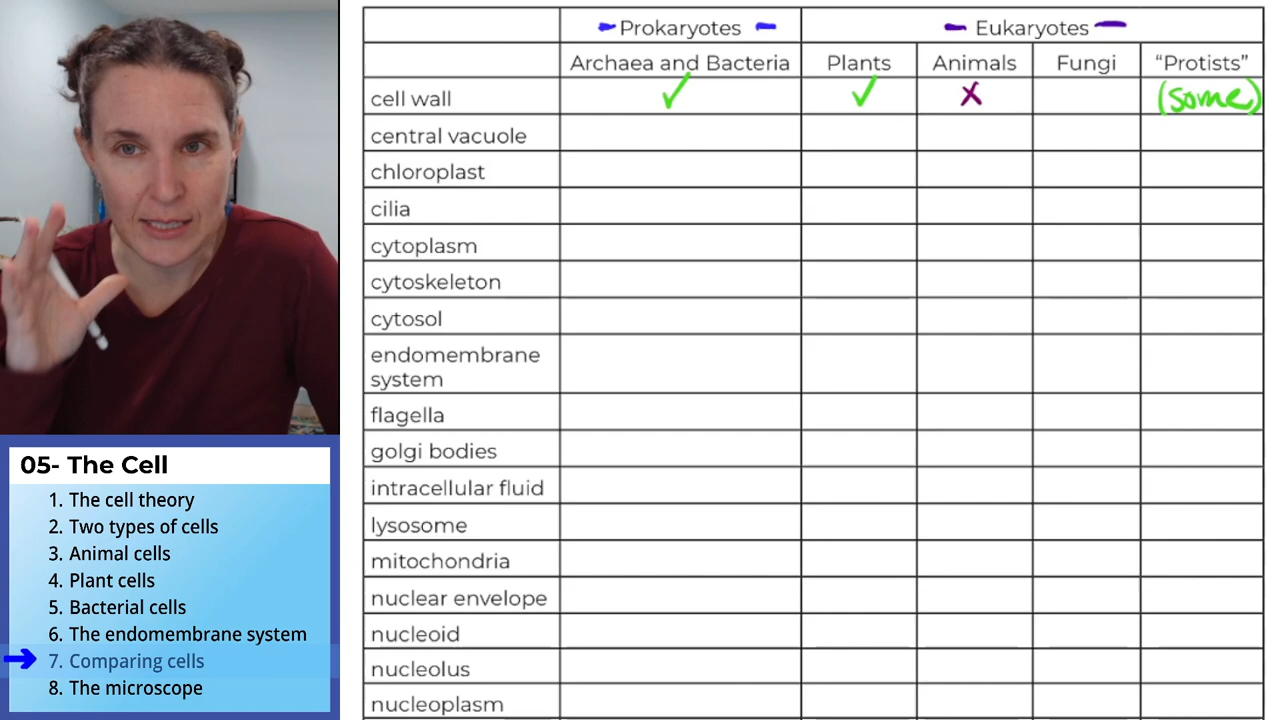 Prokaryotes Eukaryotes
Archaea and Bacteria Plants Animals Fungi “Protists”
cell wall ✓ ✓ X (some)
central vacuole
chloroplast
cilia
cytoplasm
cytoskeleton
cytosol
endomembrane
system
flagella
golgi bodies
intracellular fluid
lysosome
mitochondria
nuclear envelope
nucleoid
nucleolus
nucleoplasm
05- The Cell
1. The cell theory
2. Two types of cells
3. Animal cells
4. Plant cells
5. Bacterial cells
6. The endomembrane system
7. Comparing cells
8. The microscope